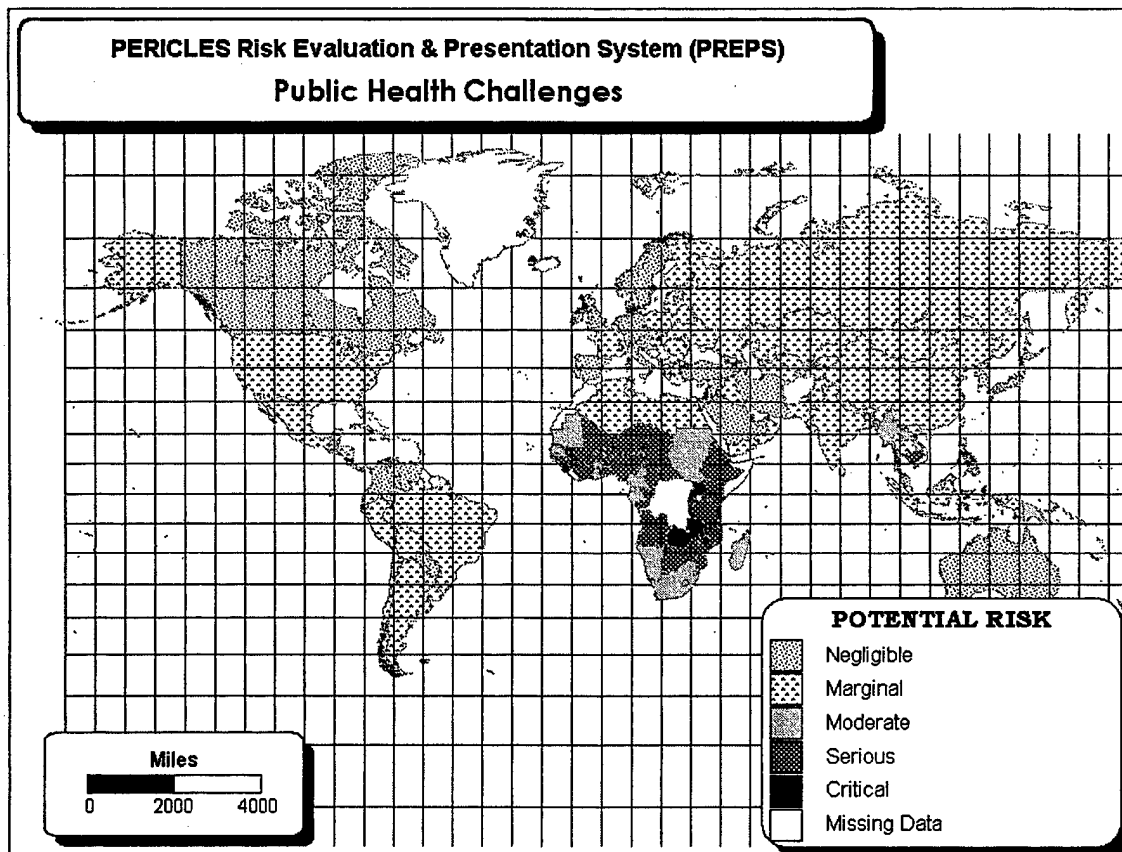 PERICLES Risk Evaluation & Presentation System (PREPS)
Public Health Challenges
POTENTIAL RISK
Negligible
Marginal
Moderate
Serious
Critical
Missing Data
Miles
0 2000 4000